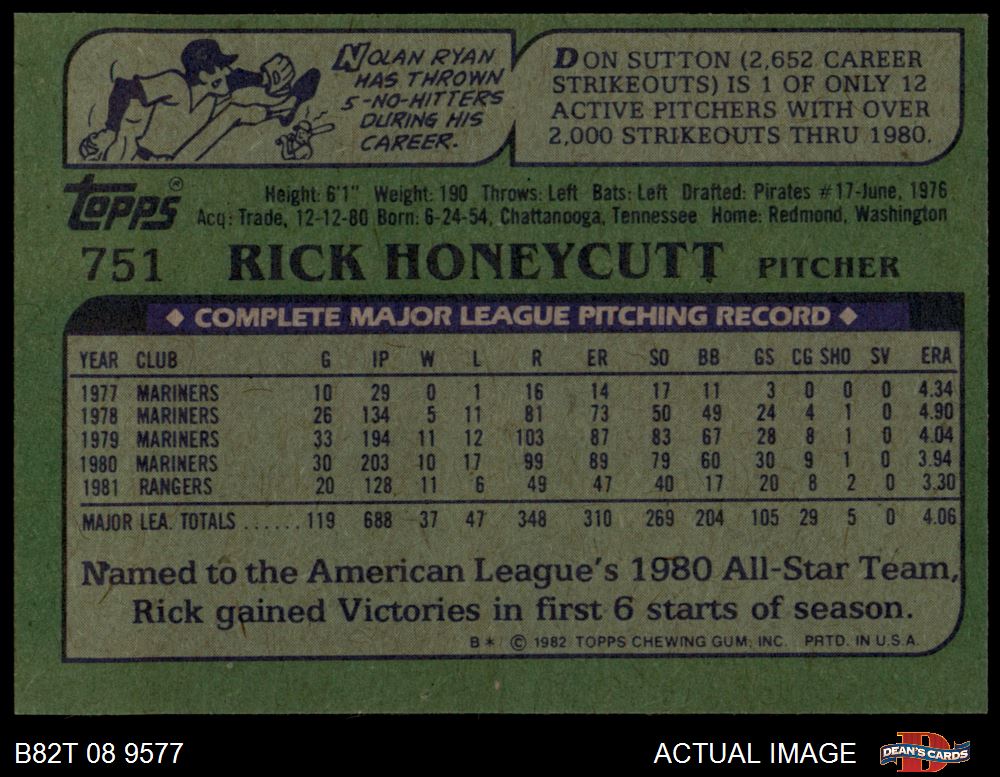 NOLAN RYAN
HAS THROWN
5-NO-HITTERS
DURING HIS
CAREER.
DON SUTTON (2,652 CAREER
STRIKEOUTS) IS 1 OF ONLY 12
ACTIVE PITCHERS WITH OVER
2,000 STRIKEOUTS THRU 1980.
topps®
Height: 6'1" Weight: 190 Throws: Left Bats: Left Drafted: Pirates #17-June, 1976
Acq: Trade, 12-12-80 Born: 6-24-54, Chattanooga, Tennessee Home: Redmond, Washington
751 RICK HONEYCUTT PITCHER
◆ COMPLETE MAJOR LEAGUE PITCHING RECORD ◆
YEAR CLUB G IP W L R ER SO BB GS CG SHO SV ERA
1977 MARINERS 10 29 0 1 16 14 17 11 3 0 0 0 4.34
1978 MARINERS 26 134 5 11 81 73 50 49 24 4 1 0 4.90
1979 MARINERS 33 194 11 12 103 87 83 67 28 8 1 0 4.04
1980 MARINERS 30 203 10 17 99 89 79 60 30 9 1 0 3.94
1981 RANGERS 20 128 11 6 49 47 40 17 20 8 2 0 3.30
MAJOR LEA. TOTALS ...... 119 688 37 47 348 310 269 204 105 29 5 0 4.06
Named to the American League's 1980 All-Star Team,
Rick gained Victories in first 6 starts of season.
B* © 1982 TOPPS CHEWING GUM, INC. PRTD. IN U.S.A.
B82T 08 9577 ACTUAL IMAGE DEAN'S CARDS